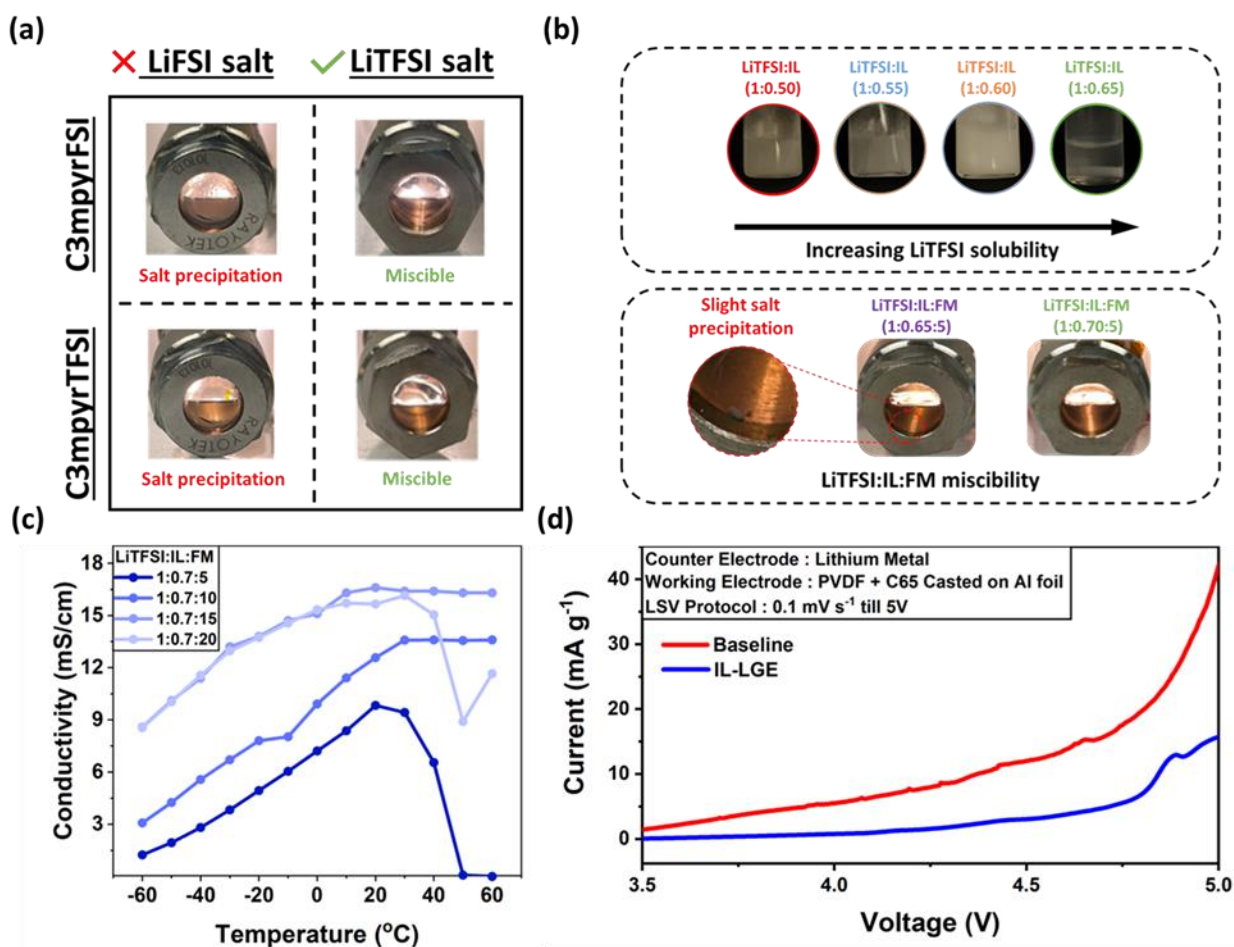 (a)
LiFSI salt
LiTFSI salt
C3mpyrFSI
RAYOTEK
Salt precipitation
Miscible
C3mpyrTFSI
RAYOTEK
Salt precipitation
Miscible
(b)
LiTFSI:IL
(1:0.50)
LiTFSI:IL
(1:0.55)
LiTFSI:IL
(1:0.60)
LiTFSI:IL
(1:0.65)
Increasing LiTFSI solubility
Slight salt
precipitation
LiTFSI:IL:FM
(1:0.65:5)
LiTFSI:IL:FM
(1:0.70:5)
LiTFSI:IL:FM miscibility
(c)
LiTFSI:IL:FM
1:0.7:5
1:0.7:10
1:0.7:15
1:0.7:20
Conductivity (mS/cm)
18
15
12
9
6
3
-60 -40 -20 0 20 40 60
Temperature (°C)
(d)
Counter Electrode : Lithium Metal
Working Electrode : PVDF + C65 Casted on Al foil
LSV Protocol : 0.1 mV s⁻¹ till 5V
Baseline
IL-LGE
Current (mA g⁻¹)
40
30
20
10
0
3.5 4.0 4.5 5.0
Voltage (V)